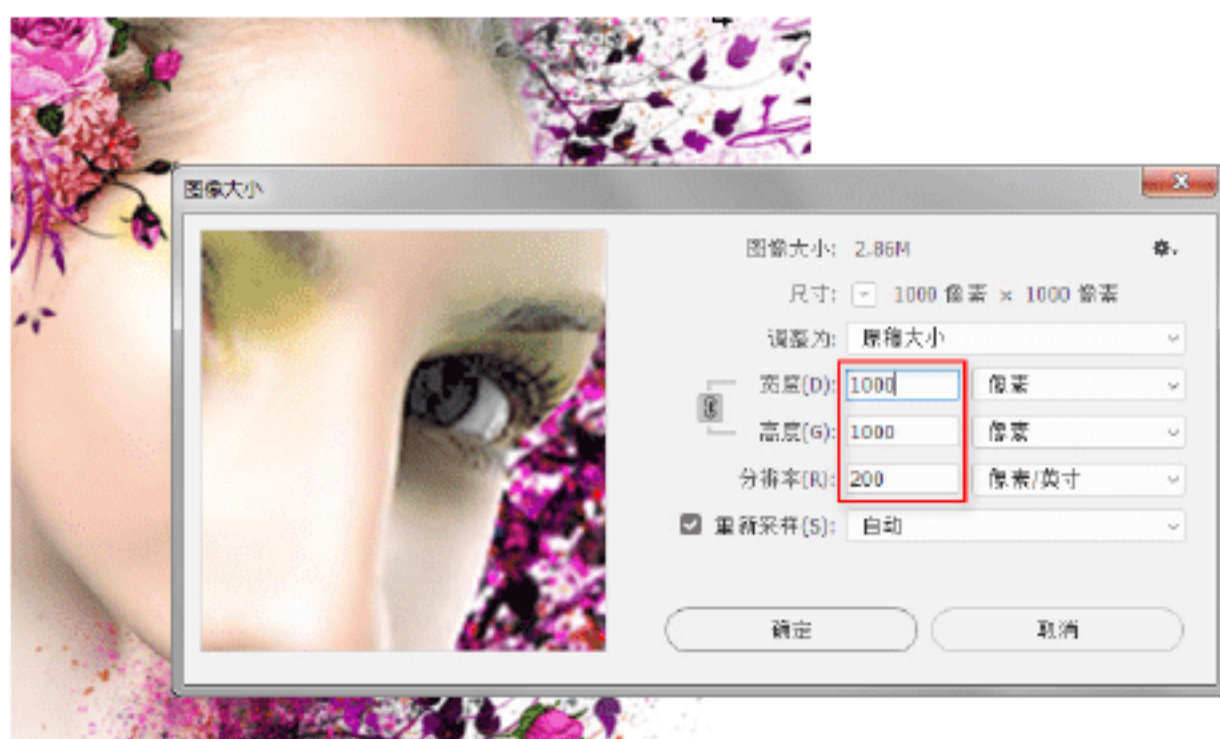 图像大小
图像大小: 2.86M
尺寸: 1000 像素 × 1000 像素
调整为: 原稿大小
宽度(D): 1000 像素
高度(G): 1000 像素
分辨率(R): 200 像素/英寸
重新采样(S): 自动
确定 取消